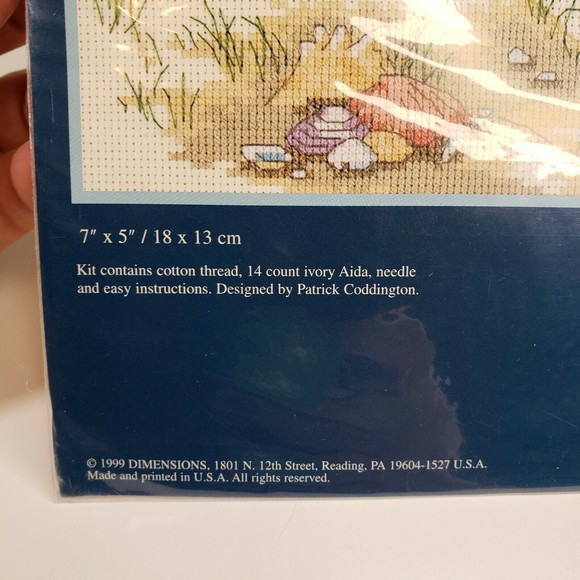 7" x 5" / 18 x 13 cm
Kit contains cotton thread, 14 count ivory Aida, needle
and easy instructions. Designed by Patrick Coddington.
© 1999 DIMENSIONS, 1801 N. 12th Street, Reading, PA 19604-1527 U.S.A.
Made and printed in U.S.A. All rights reserved.